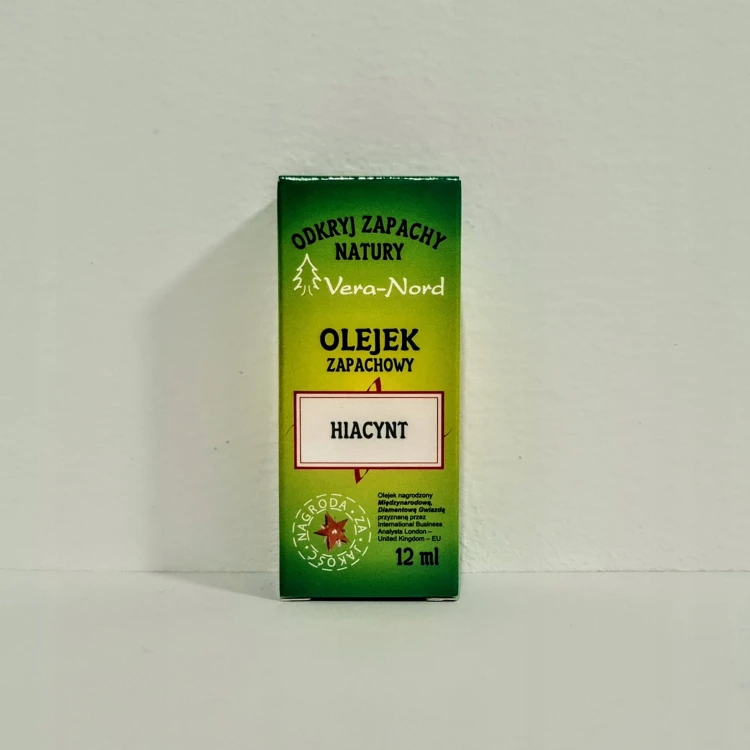 ODKRYJ ZAPACHY
NATURY
Vera-Nord
OLEJEK
ZAPACHOWY
HIACYNT
NAGRODA · ZA · JAKOŚĆ
Olejek nagrodzony
Międzynarodową,
Diamentową Gwiazdą
przyznaną przez
International Business
Analysts London –
United Kingdom – EU
12 ml